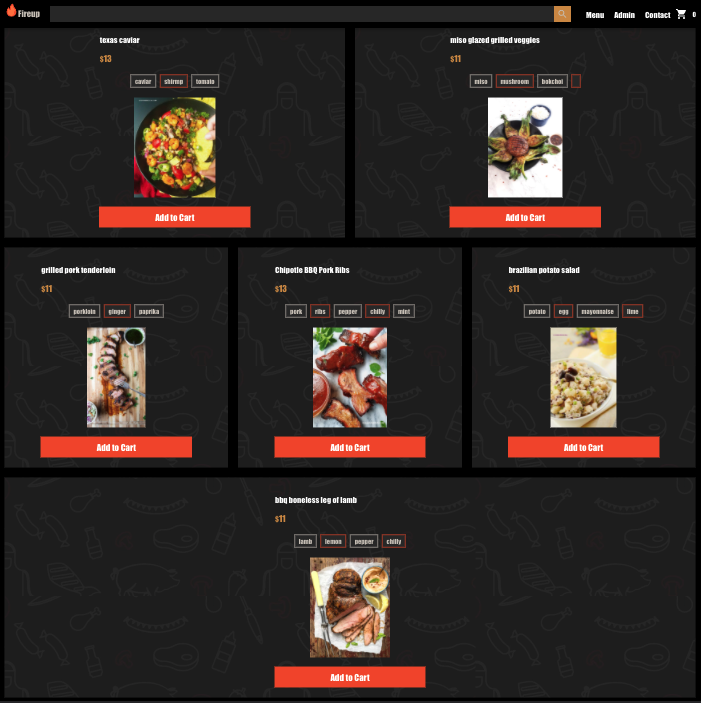 Fireup
Menu Admin Contact 0
texas caviar
$13
caviar shirmp tomato
Add to Cart
miso glazed grilled veggies
$11
miso mushroom bokchoi
Add to Cart
grilled pork tenderloin
$11
porkloin ginger paprika
Add to Cart
Chipotle BBQ Pork Ribs
$13
pork ribs pepper chilly mint
Add to Cart
brazilian potato salad
$11
potato egg mayonnaise lime
Add to Cart
bbq boneless leg of lamb
$11
lamb lemon pepper chilly
Add to Cart